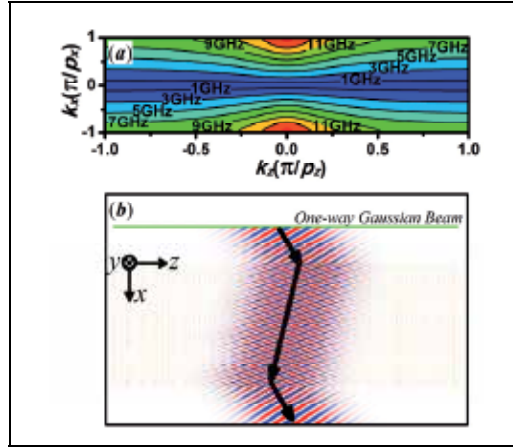 (a)
9GHz 11GHz 7GHz
5GHz
3GHz
1GHz 1GHz
3GHz
5GHz
7GHz 9GHz 11GHz
kx(π/px)
1
0
-1
-1.0 -0.5 0.0 0.5 1.0
kz(π/pz)
(b)
One-way Gaussian Beam
y z
x